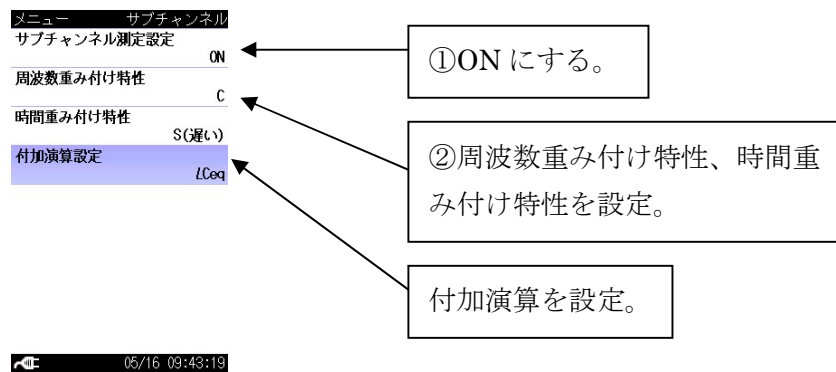 メニュー サブチャンネル
サブチャンネル測定設定
ON
周波数重み付け特性
C
時間重み付け特性
S(遅い)
付加演算設定
LCeq
05/16 09:43:19
①ON にする。
②周波数重み付け特性、時間重
み付け特性を設定。
付加演算を設定。